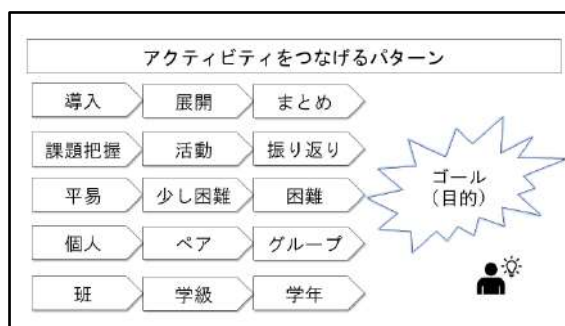 アクティビティをつなげるパターン
導入 展開 まとめ
課題把握 活動 振り返り
平易 少し困難 困難
個人 ペア グループ
班 学級 学年
ゴール
(目的)